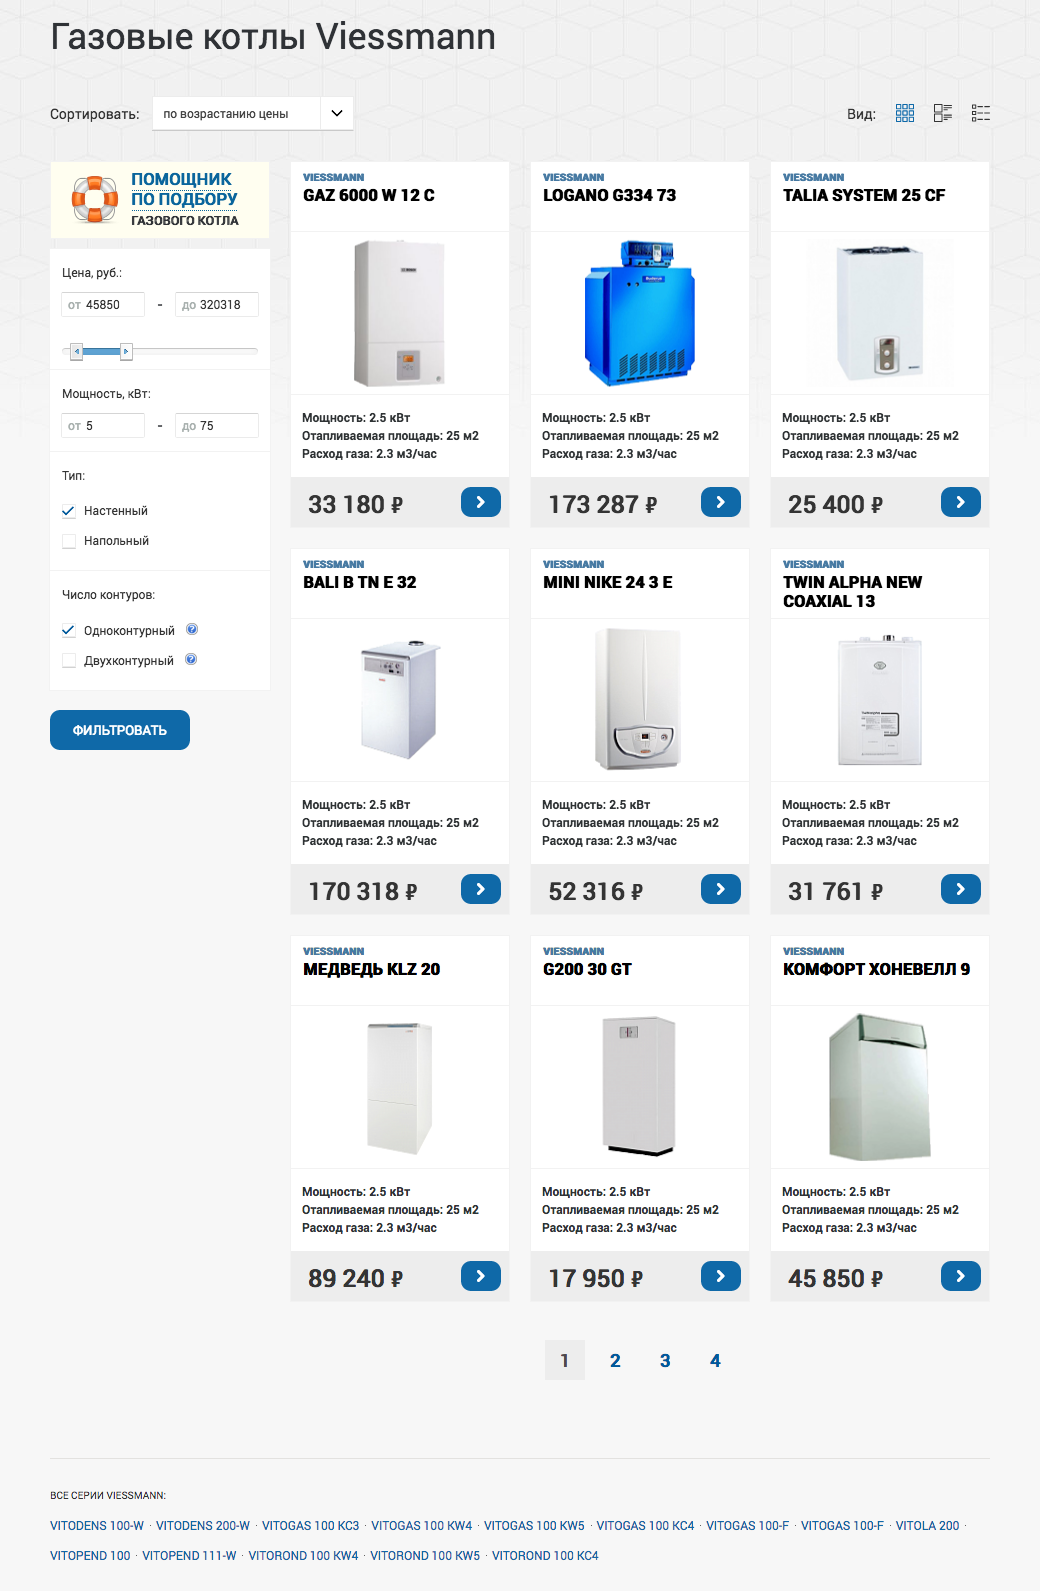 Газовые котлы Viessmann
Сортировать: по возрастанию цены
Вид:
ПОМОЩНИК
ПО ПОДБОРУ
ГАЗОВОГО КОТЛА
Цена, руб.:
от 45850 - до 320318
Мощность, кВт:
от 5 - до 75
Тип:
Настенный
Напольный
Число контуров:
Одноконтурный ?
Двухконтурный ?
ФИЛЬТРОВАТЬ
VIESSMANN
GAZ 6000 W 12 C
Мощность: 2.5 кВт
Отапливаемая площадь: 25 м2
Расход газа: 2.3 м3/час
33 180 ₽
VIESSMANN
LOGANO G334 73
Мощность: 2.5 кВт
Отапливаемая площадь: 25 м2
Расход газа: 2.3 м3/час
173 287 ₽
VIESSMANN
TALIA SYSTEM 25 CF
Мощность: 2.5 кВт
Отапливаемая площадь: 25 м2
Расход газа: 2.3 м3/час
25 400 ₽
VIESSMANN
BALI B TN E 32
Мощность: 2.5 кВт
Отапливаемая площадь: 25 м2
Расход газа: 2.3 м3/час
170 318 ₽
VIESSMANN
MINI NIKE 24 3 E
Мощность: 2.5 кВт
Отапливаемая площадь: 25 м2
Расход газа: 2.3 м3/час
52 316 ₽
VIESSMANN
TWIN ALPHA NEW
COAXIAL 13
Мощность: 2.5 кВт
Отапливаемая площадь: 25 м2
Расход газа: 2.3 м3/час
31 761 ₽
VIESSMANN
МЕДВЕДЬ KLZ 20
Мощность: 2.5 кВт
Отапливаемая площадь: 25 м2
Расход газа: 2.3 м3/час
89 240 ₽
VIESSMANN
G200 30 GT
Мощность: 2.5 кВт
Отапливаемая площадь: 25 м2
Расход газа: 2.3 м3/час
17 950 ₽
VIESSMANN
КОМФОРТ ХОНЕВЕЛЛ 9
Мощность: 2.5 кВт
Отапливаемая площадь: 25 м2
Расход газа: 2.3 м3/час
45 850 ₽
1 2 3 4
ВСЕ СЕРИИ VIESSMANN:
VITODENS 100-W · VITODENS 200-W · VITOGAS 100 KC3 · VITOGAS 100 KW4 · VITOGAS 100 KW5 · VITOGAS 100 KC4 · VITOGAS 100-F · VITOGAS 100-F · VITOLA 200 ·
VITOPEND 100 · VITOPEND 111-W · VITOROND 100 KW4 · VITOROND 100 KW5 · VITOROND 100 KC4